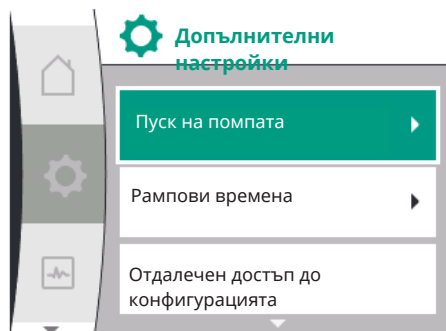 Допълнителни
настройки
Пуск на помпата
Рампови времена
Отдалечен достъп до
конфигурацията